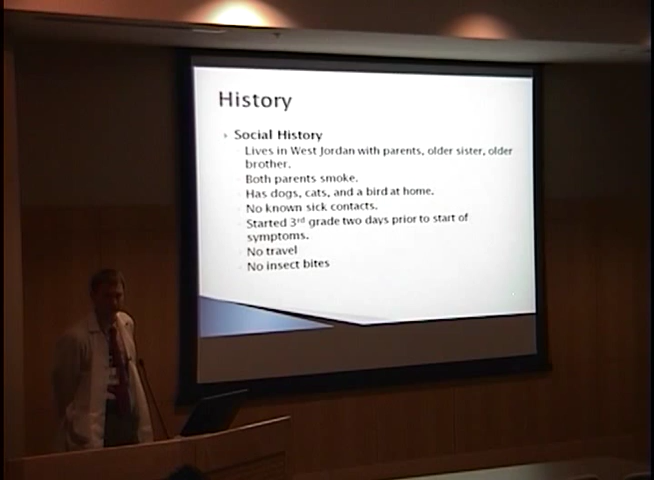 History
Social History
Lives in West Jordan with parents, older sister, older
brother.
Both parents smoke.
Has dogs, cats, and a bird at home.
No known sick contacts.
Started 3rd grade two days prior to start of
symptoms.
No travel
No insect bites